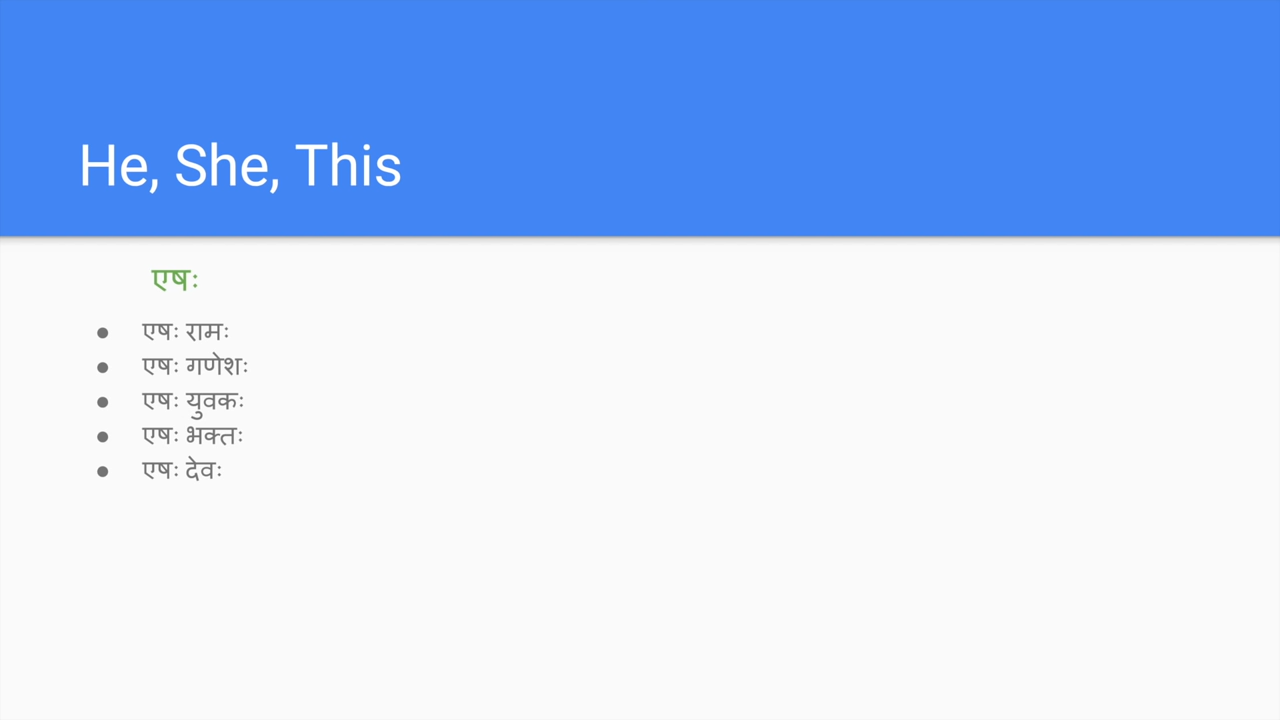 He, She, This
एषः
● एषः रामः
● एषः गणेशः
● एषः युवकः
● एषः भक्तः
● एषः देवः